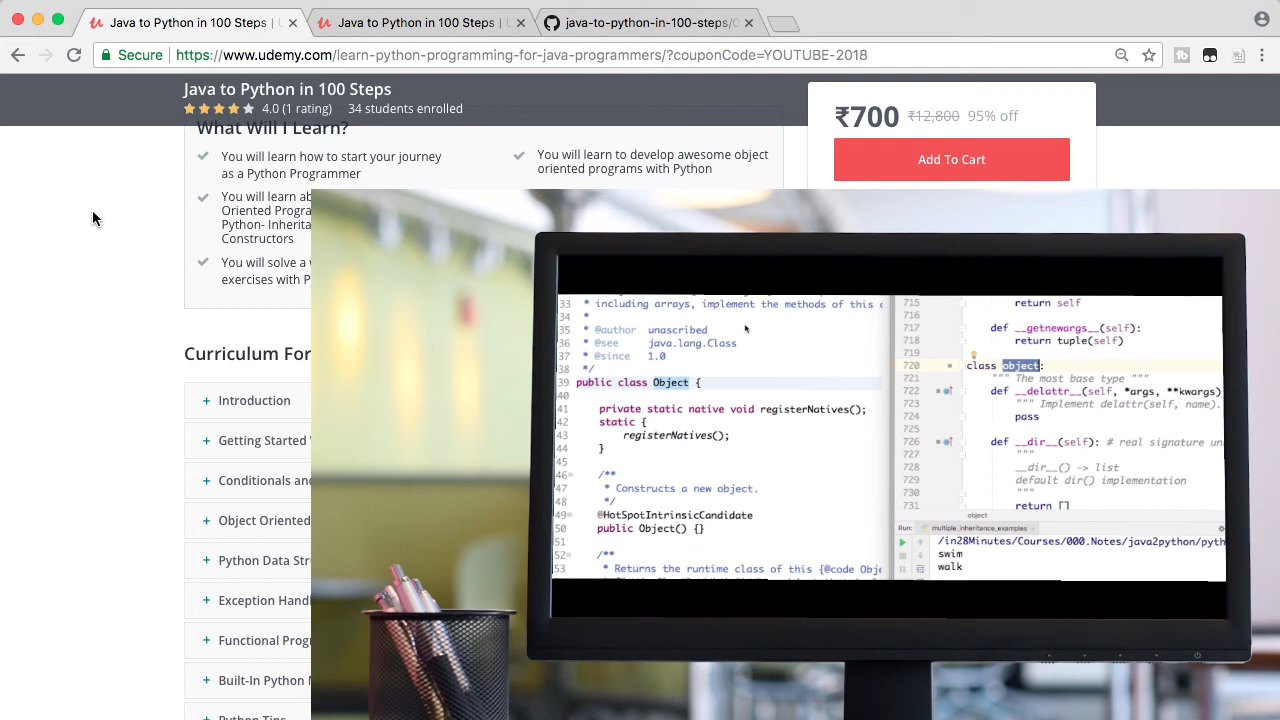 Java to Python in 100 Steps | U
Java to Python in 100 Steps | U
java-to-python-in-100-steps/0
Secure | https://www.udemy.com/learn-python-programming-for-java-programmers/?couponCode=YOUTUBE-2018
Java to Python in 100 Steps
4.0 (1 rating) 34 students enrolled
₹700 ₹12,800 95% off
Add To Cart
What Will I Learn?
You will learn how to start your journey
as a Python Programmer
You will learn to develop awesome object
oriented programs with Python
You will learn ab
Oriented Progra
Python- Inherita
Constructors
You will solve a
exercises with P
Curriculum For
+ Introduction
+ Getting Started
+ Conditionals an
+ Object Oriented
+ Python Data Str
+ Exception Handl
+ Functional Progr
+ Built-In Python
+ Python Tips
33 * including arrays, implement the methods of this
34 *
35 * @author unascribed
36 * @see java.lang.Class
37 * @since 1.0
38 */
39 public class Object {
40
41 private static native void registerNatives();
42 static {
43 registerNatives();
44 }
45
46 /**
47 * Constructs a new object.
48 */
49 @HotSpotIntrinsicCandidate
50 public Object() {}
51
52 /**
53 * Returns the runtime class of this {@code Obje
715 return self
716
717 def __getnewargs__(self):
718 return tuple(self)
719
720 class object:
721 """ The most base type """
722 def __delattr__(self, *args, **kwargs)
723 """ Implement delattr(self, name).
724 pass
725
726 def __dir__(self): # real signature un
727 """
728 __dir__() -> list
729 default dir() implementation
730 """
731 return []
object
Run: multiple_inheritance_examples
/in28Minutes/Courses/000.Notes/java2python/pyth
swim
walk